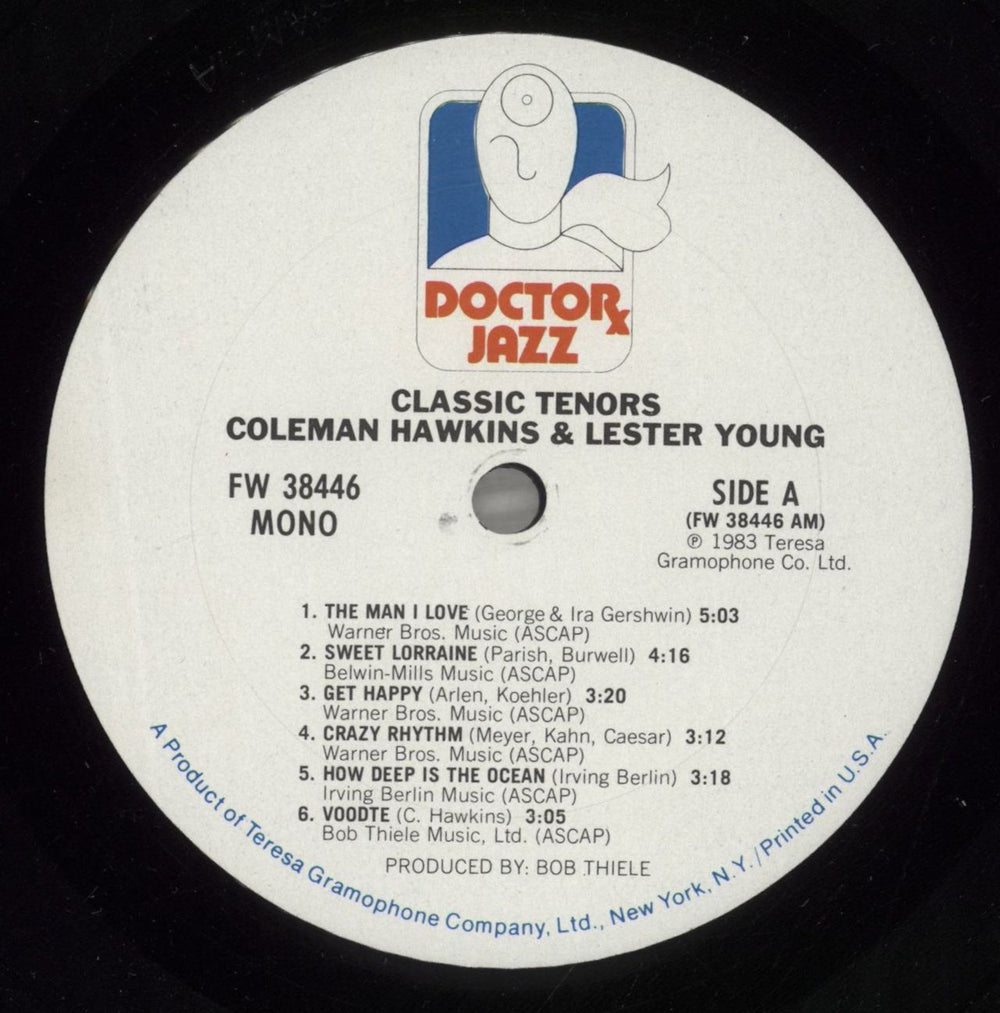 DOCTOR℞
JAZZ
CLASSIC TENORS
COLEMAN HAWKINS & LESTER YOUNG
FW 38446
MONO
SIDE A
(FW 38446 AM)
℗ 1983 Teresa
Gramophone Co. Ltd.
1. THE MAN I LOVE (George & Ira Gershwin) 5:03
Warner Bros. Music (ASCAP)
2. SWEET LORRAINE (Parish, Burwell) 4:16
Belwin-Mills Music (ASCAP)
3. GET HAPPY (Arlen, Koehler) 3:20
Warner Bros. Music (ASCAP)
4. CRAZY RHYTHM (Meyer, Kahn, Caesar) 3:12
Warner Bros. Music (ASCAP)
5. HOW DEEP IS THE OCEAN (Irving Berlin) 3:18
Irving Berlin Music (ASCAP)
6. VOODTE (C. Hawkins) 3:05
Bob Thiele Music, Ltd. (ASCAP)
PRODUCED BY: BOB THIELE
A Product of Teresa Gramophone Company, Ltd., New York, N.Y./Printed in U.S.A.